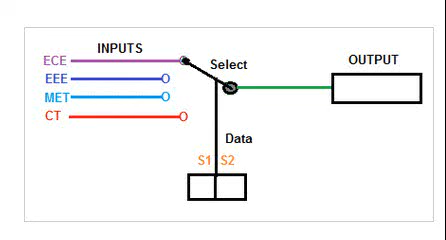 INPUTS
ECE
EEE
MET
CT
Select
OUTPUT
Data
S1 S2